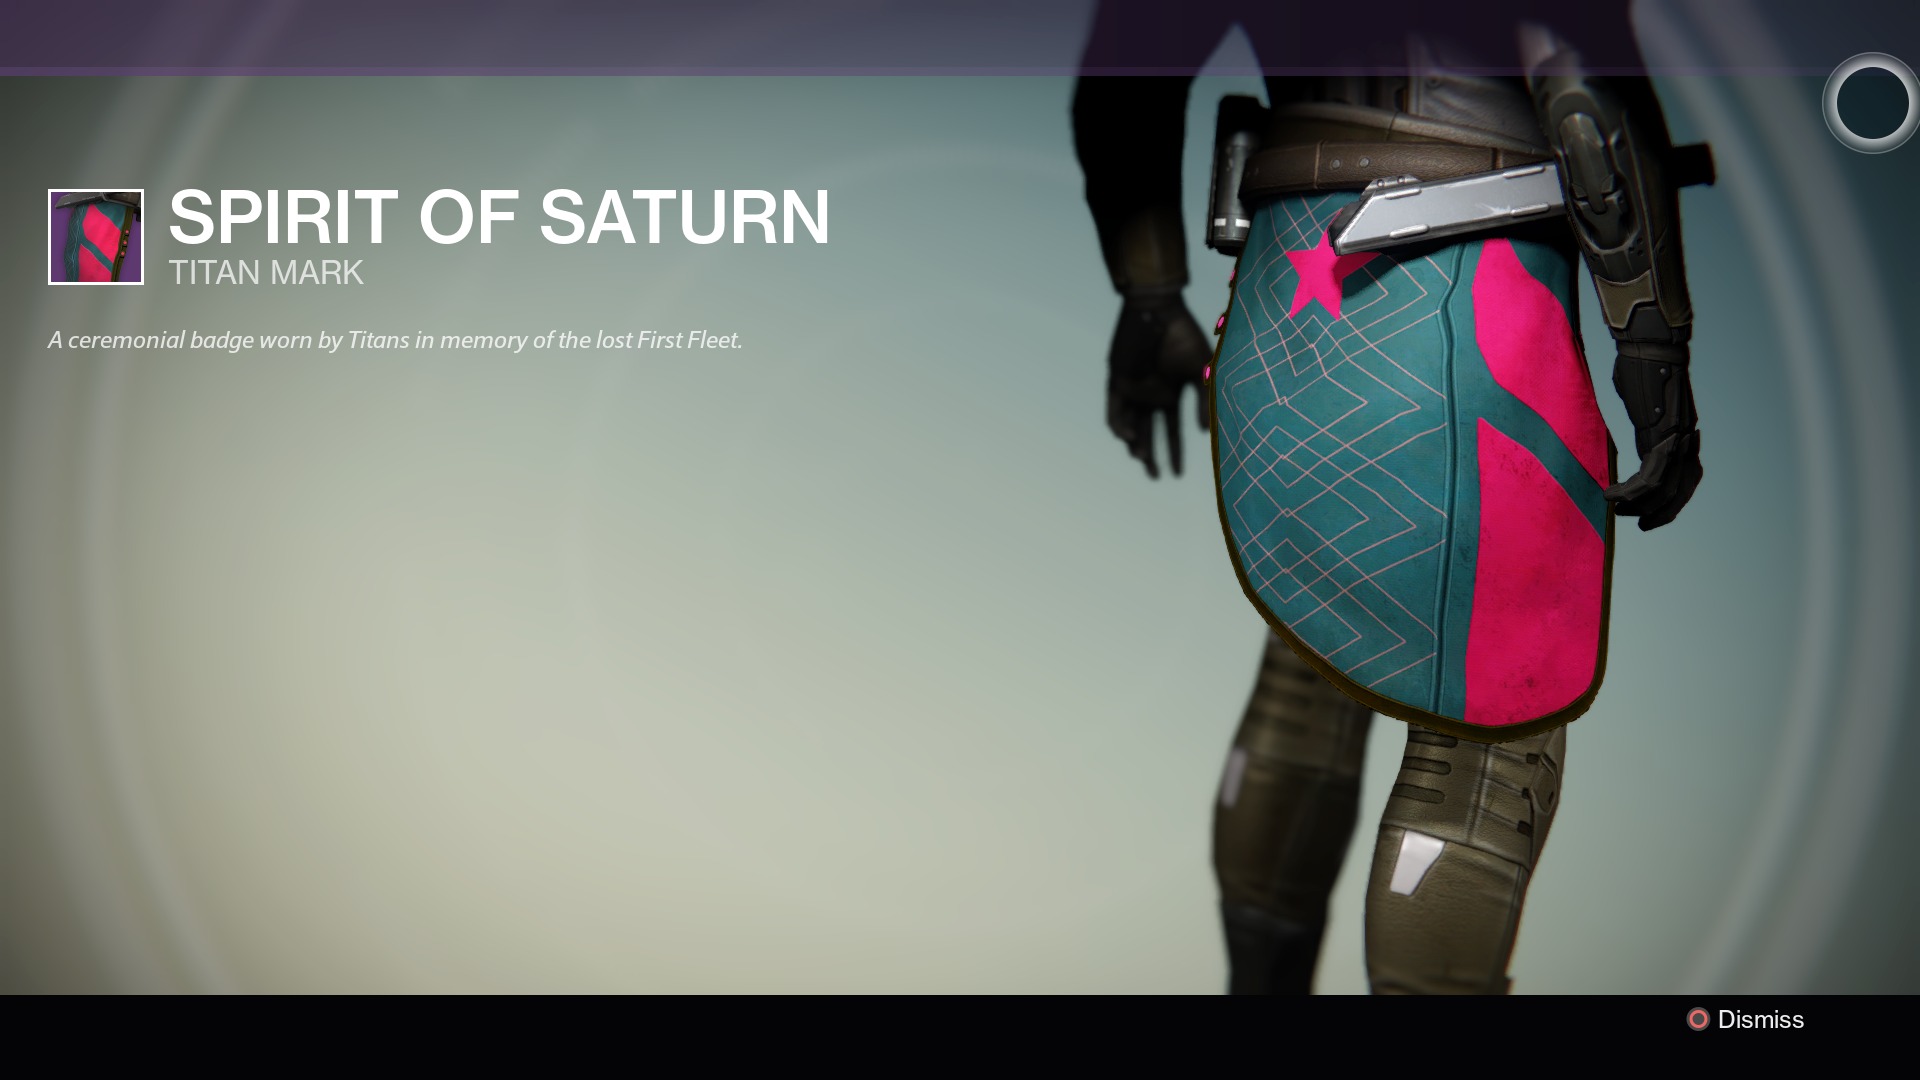 SPIRIT OF SATURN
TITAN MARK
A ceremonial badge worn by Titans in memory of the lost First Fleet.
Dismiss